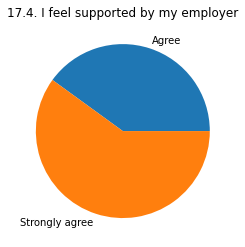 17.4. I feel supported by my employer
Agree
Strongly agree